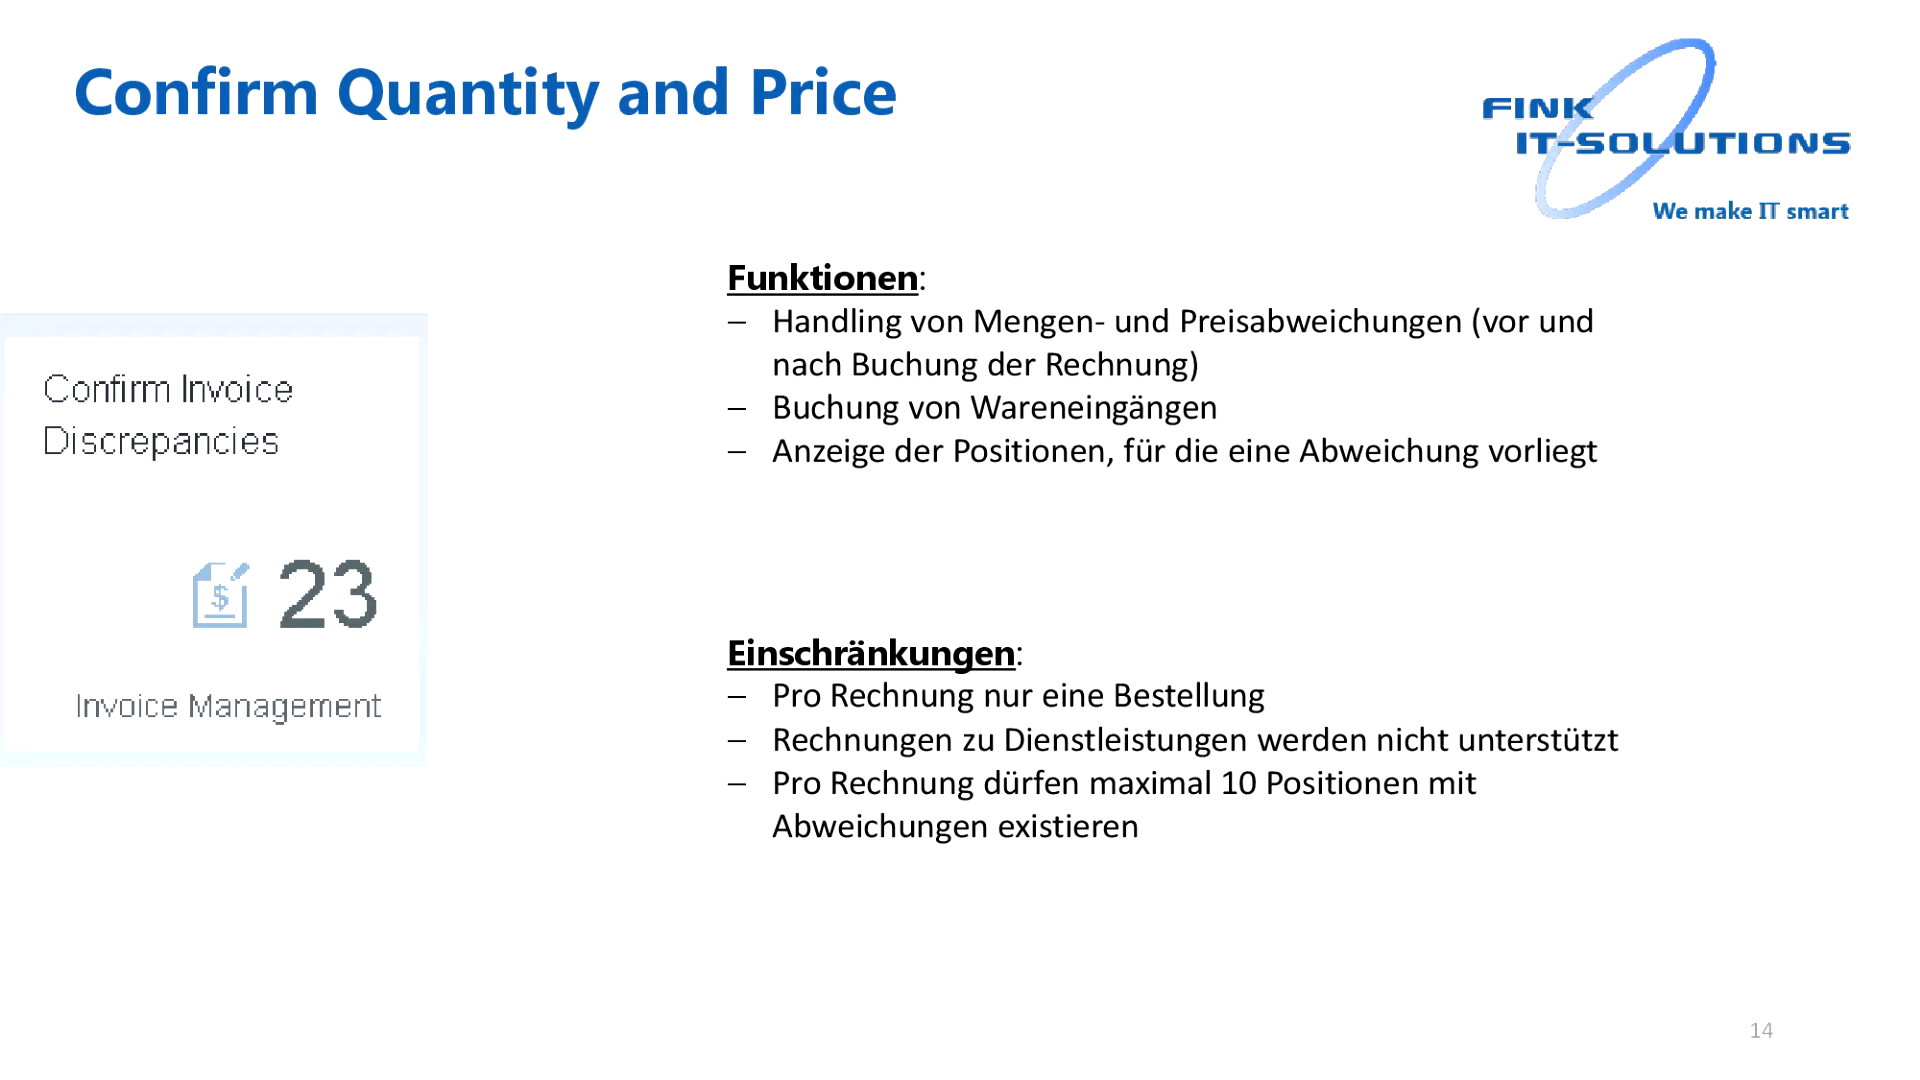 Confirm Quantity and Price
FINK
IT-SOLUTIONS
We make IT smart
Confirm Invoice
Discrepancies
$ 23
Invoice Management
Funktionen:
– Handling von Mengen- und Preisabweichungen (vor und
nach Buchung der Rechnung)
– Buchung von Wareneingängen
– Anzeige der Positionen, für die eine Abweichung vorliegt
Einschränkungen:
– Pro Rechnung nur eine Bestellung
– Rechnungen zu Dienstleistungen werden nicht unterstützt
– Pro Rechnung dürfen maximal 10 Positionen mit
Abweichungen existieren
14